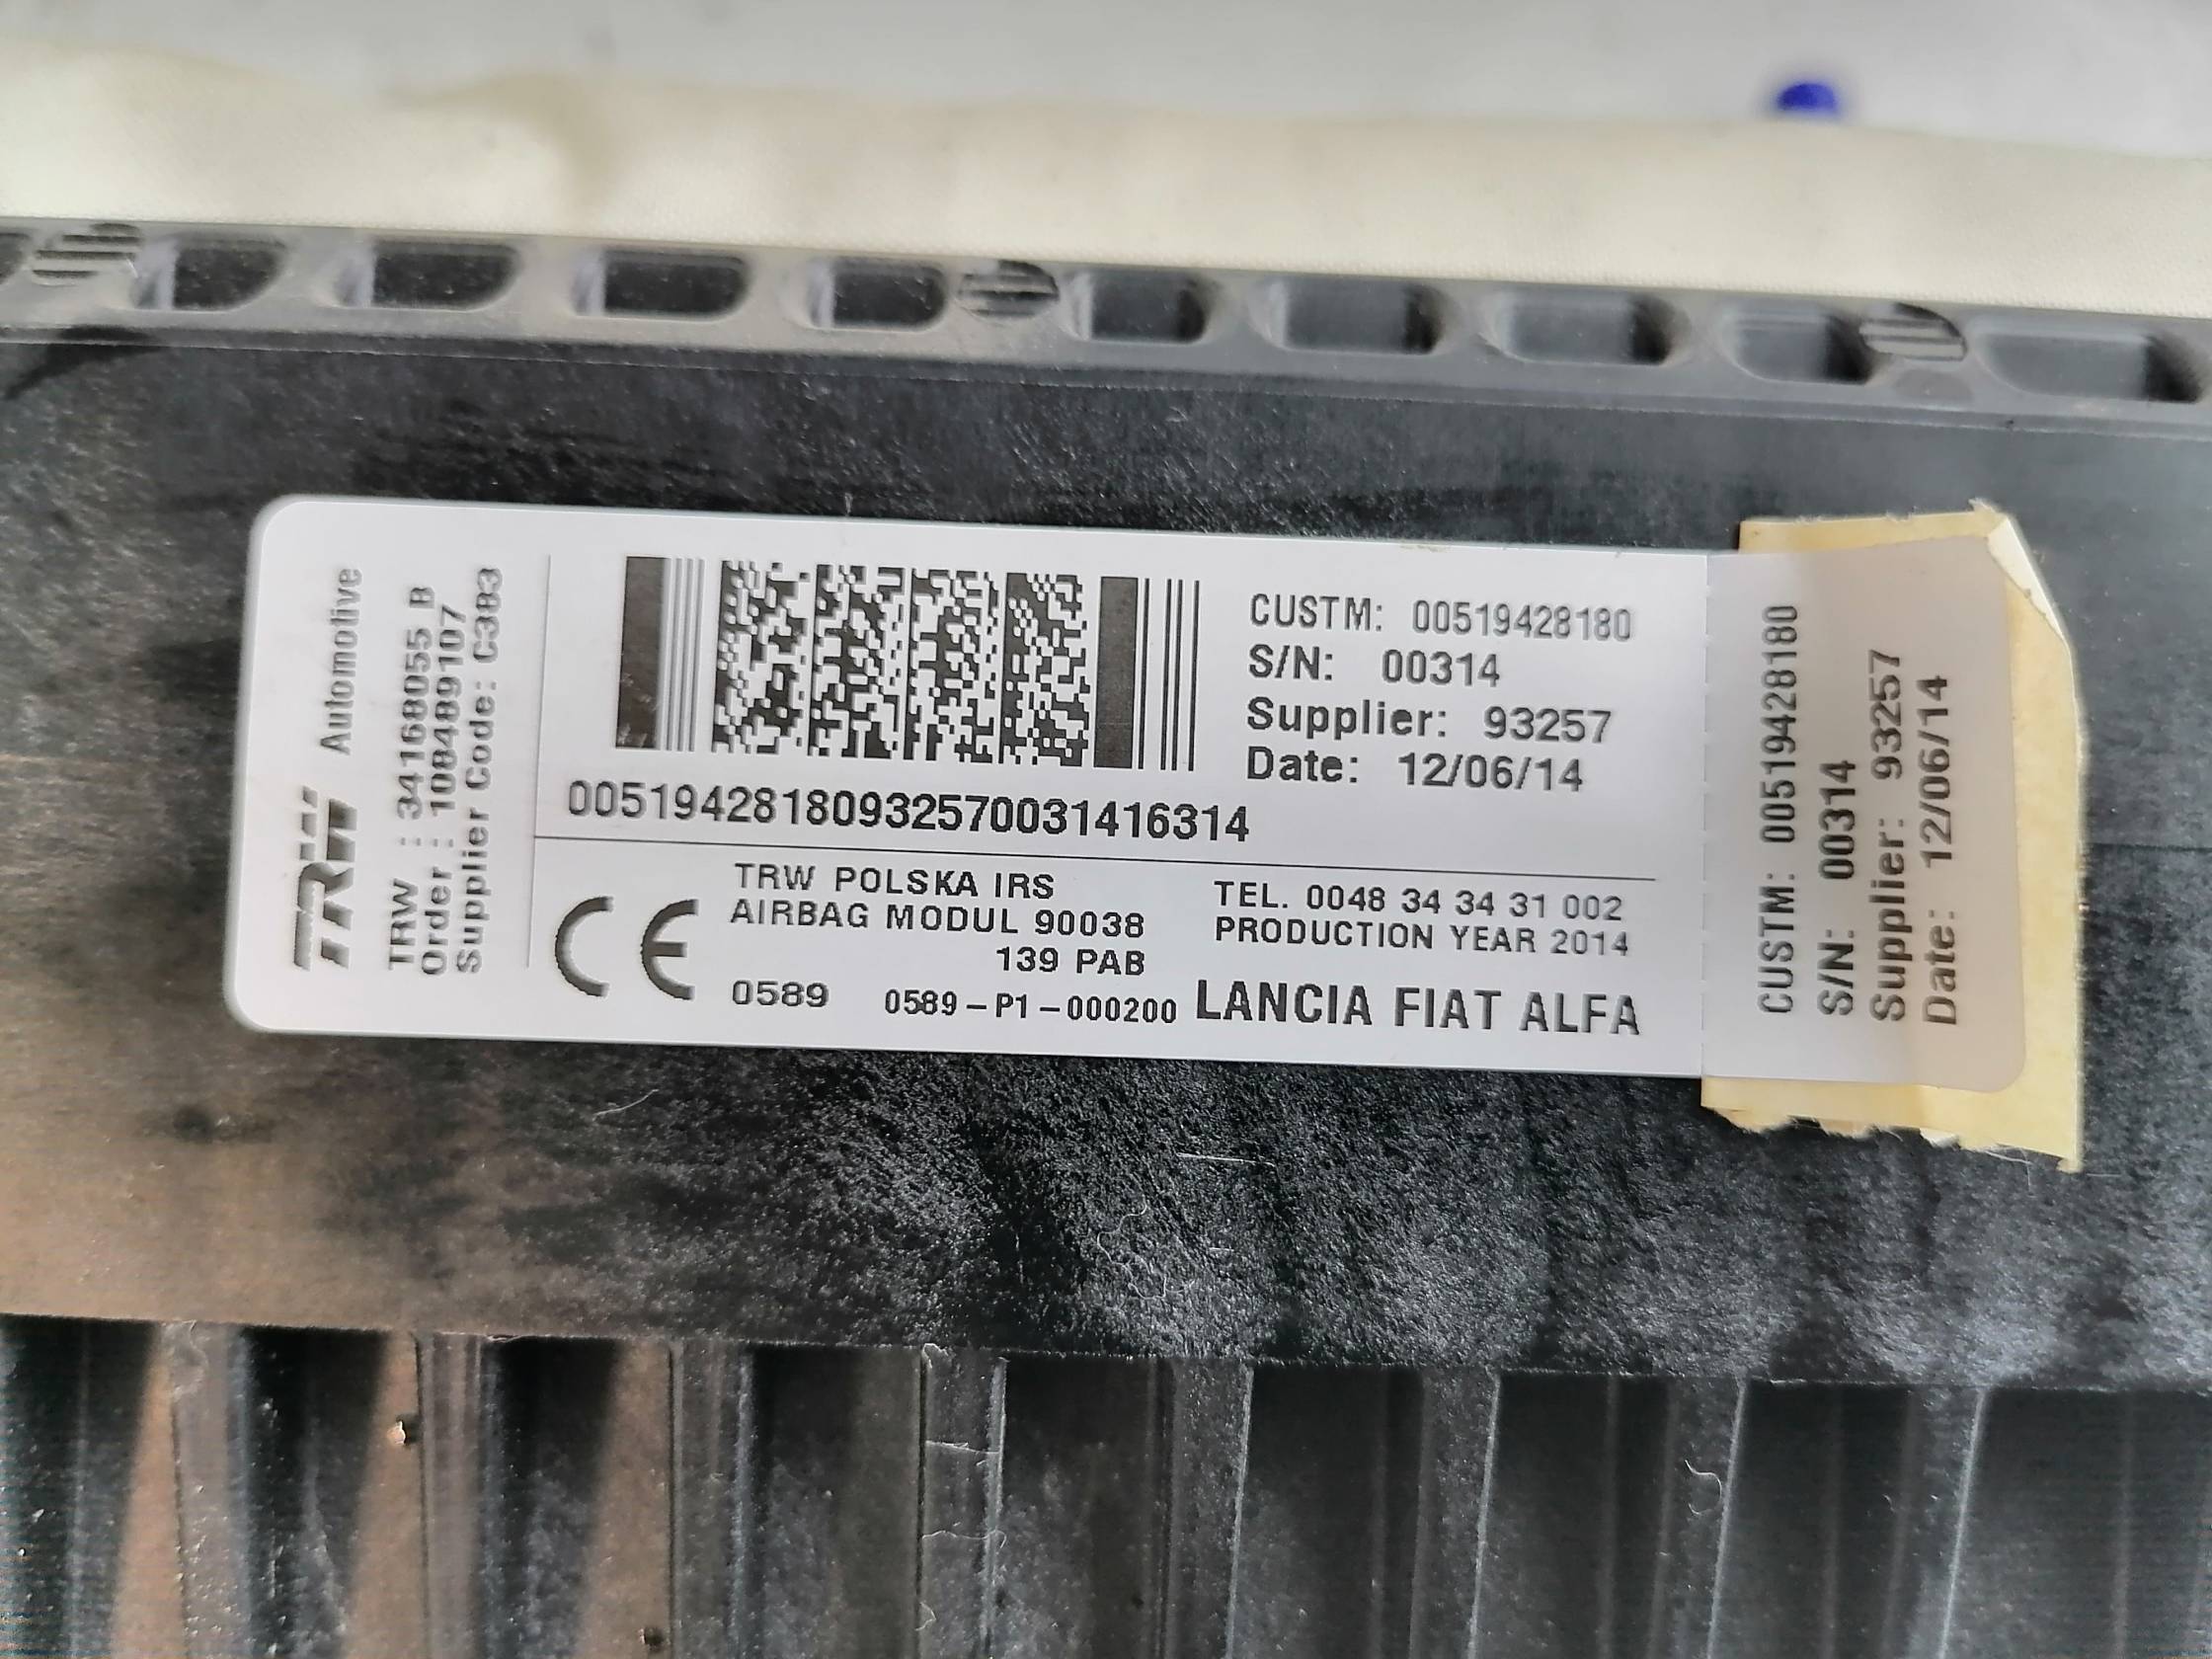 TRW Automotive
TRW : 34168055 B
Order : 1084489107
Supplier Code: C3B3
CUSTM: 00519428180
S/N: 00314
Supplier: 93257
Date: 12/06/14
00519428180932570031416314
CE
TRW POLSKA IRS
AIRBAG MODUL 90038
139 PAB
0589 0589-P1-000200
TEL. 0048 34 34 31 002
PRODUCTION YEAR 2014
LANCIA FIAT ALFA
CUSTM: 00519428180
S/N: 00314
Supplier: 93257
Date: 12/06/14